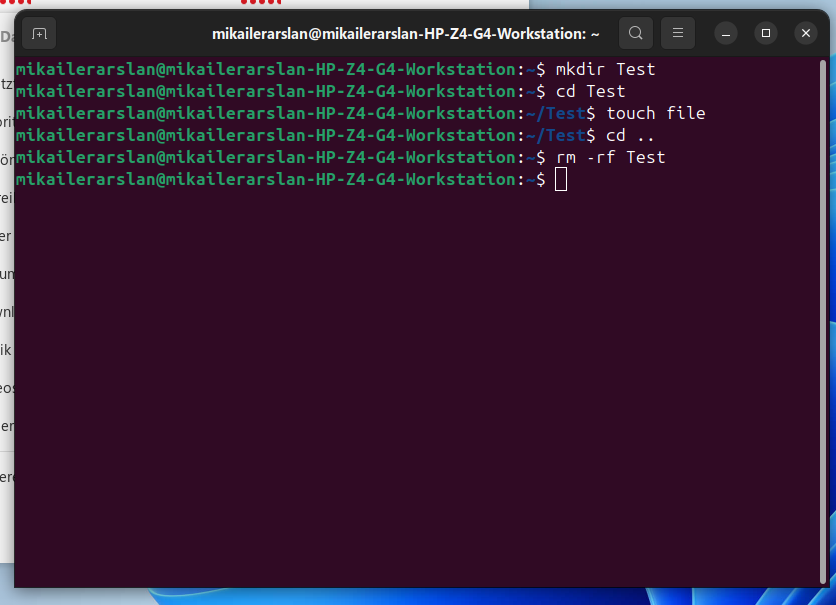 mikailerarslan@mikailerarslan-HP-Z4-G4-Workstation: ~
mikailerarslan@mikailerarslan-HP-Z4-G4-Workstation:~$ mkdir Test
mikailerarslan@mikailerarslan-HP-Z4-G4-Workstation:~$ cd Test
mikailerarslan@mikailerarslan-HP-Z4-G4-Workstation:~/Test$ touch file
mikailerarslan@mikailerarslan-HP-Z4-G4-Workstation:~/Test$ cd ..
mikailerarslan@mikailerarslan-HP-Z4-G4-Workstation:~$ rm -rf Test
mikailerarslan@mikailerarslan-HP-Z4-G4-Workstation:~$